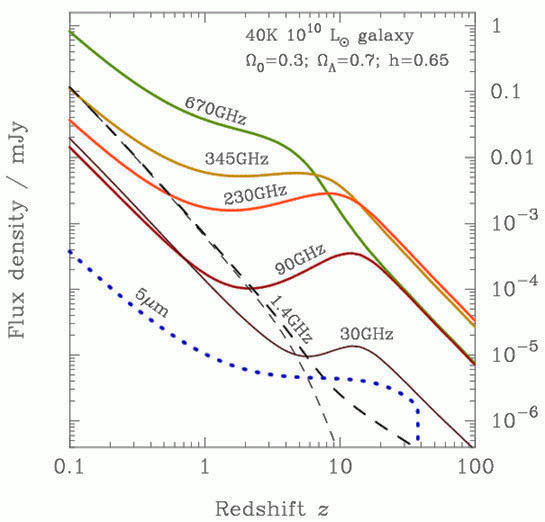 40K 10¹⁰ L☉ galaxy
Ω₀=0.3; Ω_Λ=0.7; h=0.65
670GHz
345GHz
230GHz
90GHz
1.4GHz
30GHz
5μm
Flux density / mJy
1
0.1
0.01
10⁻³
10⁻⁴
10⁻⁵
10⁻⁶
0.1
1
10
100
Redshift z